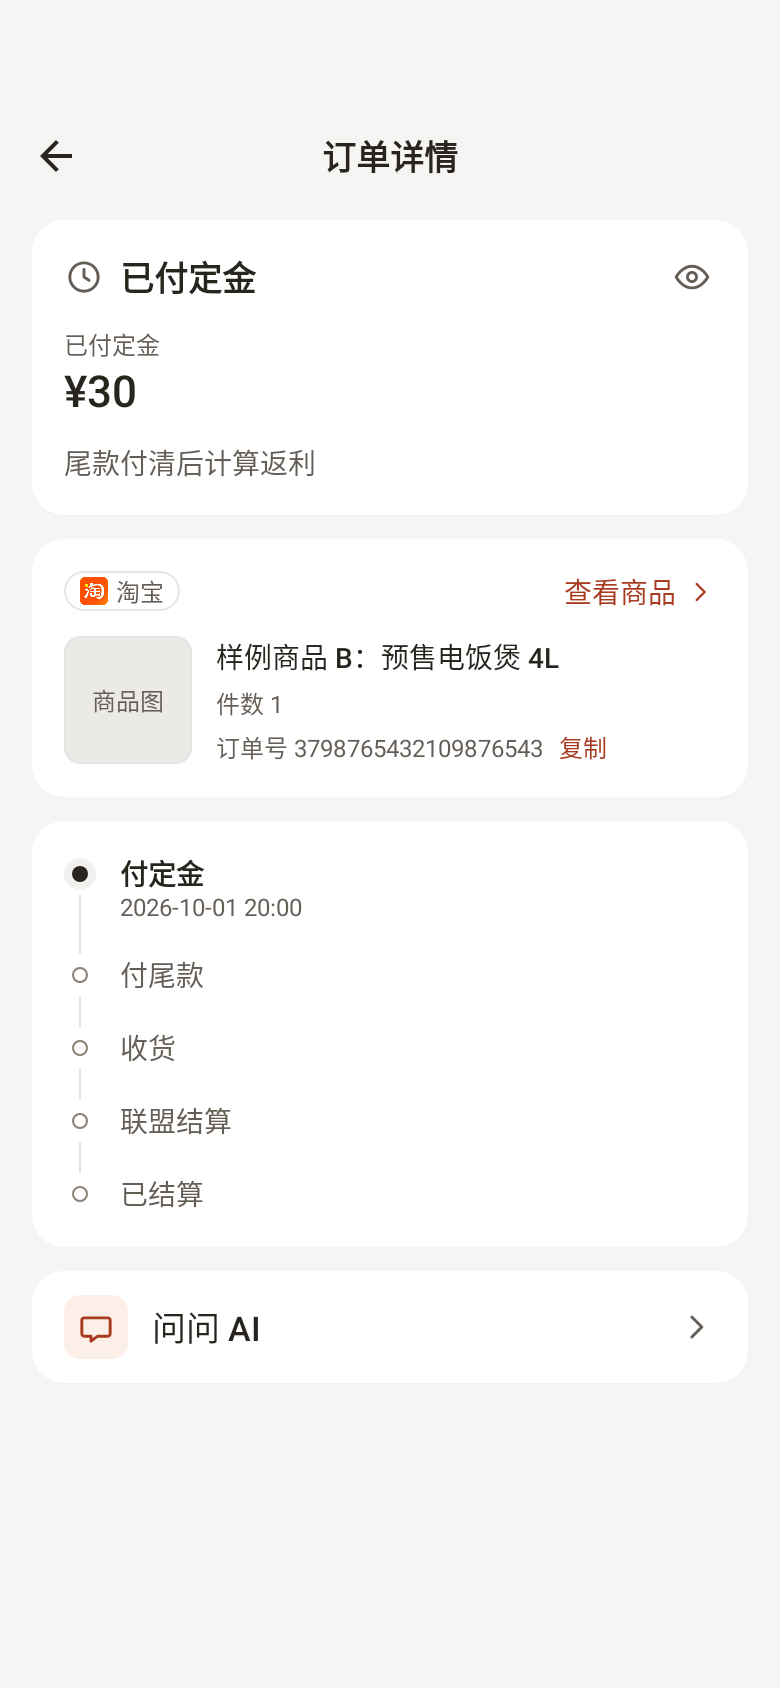 订单详情
已付定金
已付定金
¥30
尾款付清后计算返利
淘 淘宝
查看商品
商品图
样例商品 B：预售电饭煲 4L
件数 1
订单号 3798765432109876543 复制
付定金
2026-10-01 20:00
付尾款
收货
联盟结算
已结算
问问 AI